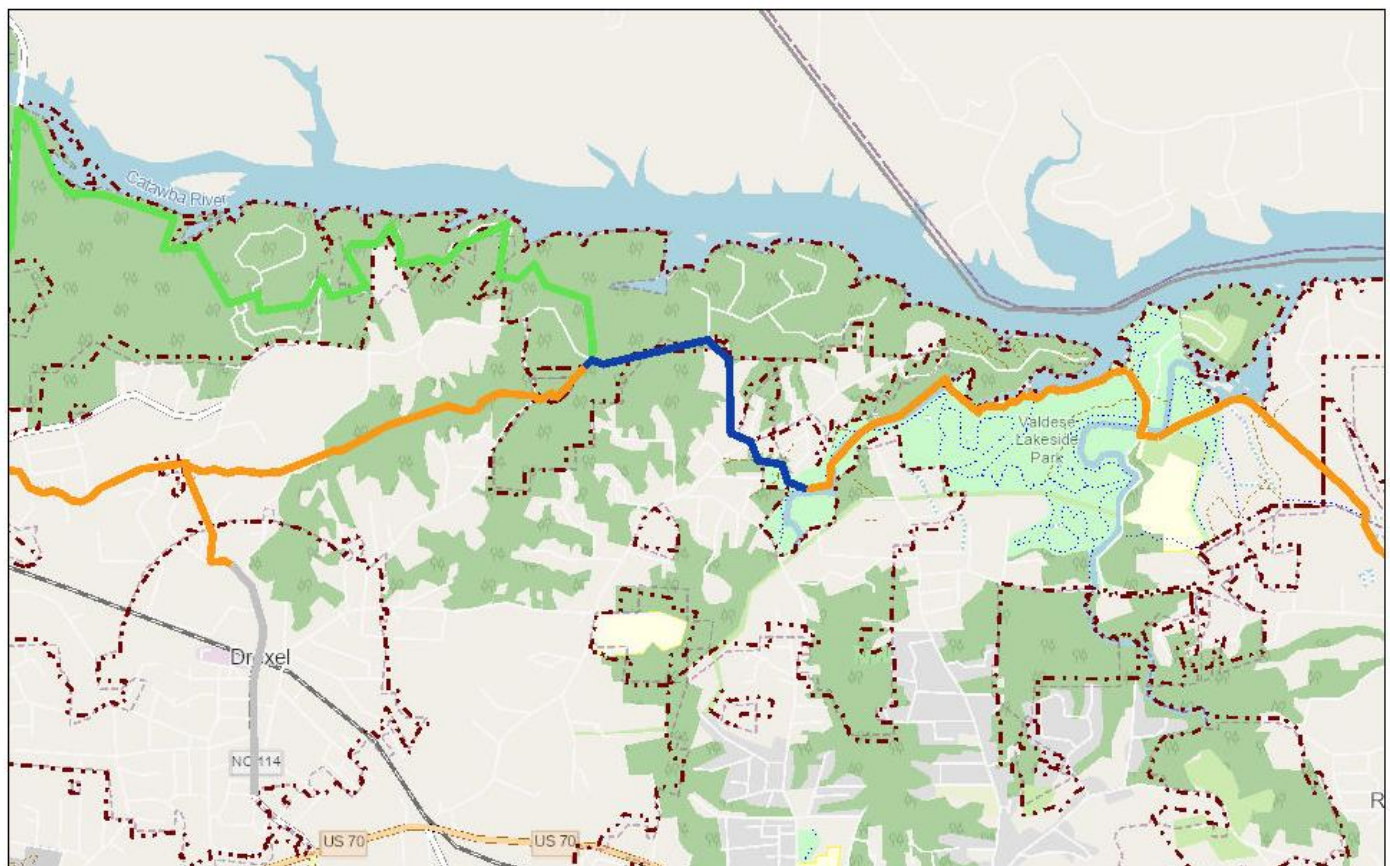 Catawba River
Valdese
Lakeside
Park
Drexel
NC 114
R
US 70
US 70